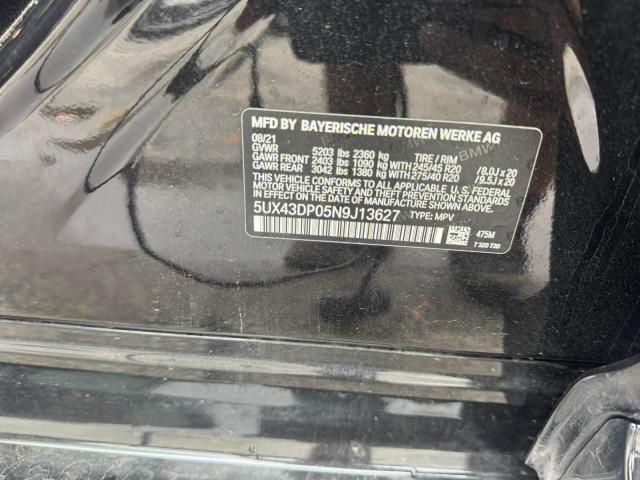 MFD BY BAYERISCHE MOTOREN WERKE AG
08/21
GVWR 5203 lbs 2360 kg TIRE / RIM
GAWR FRONT 2403 lbs 1090 kg WITH 245/45 R20 / 8.0J x 20
GAWR REAR 3042 lbs 1380 kg WITH 275/40 R20 / 9.5J x 20
THIS VEHICLE CONFORMS TO ALL APPLICABLE U.S. FEDERAL
MOTOR VEHICLE SAFETY, BUMPER, AND THEFT PREVENTION
STANDARDS IN EFFECT ON THE DATE OF MANUFACTURE SHOWN ABOVE.
5UX43DP05N9J13627 TYPE: MPV
475M
7 320 730